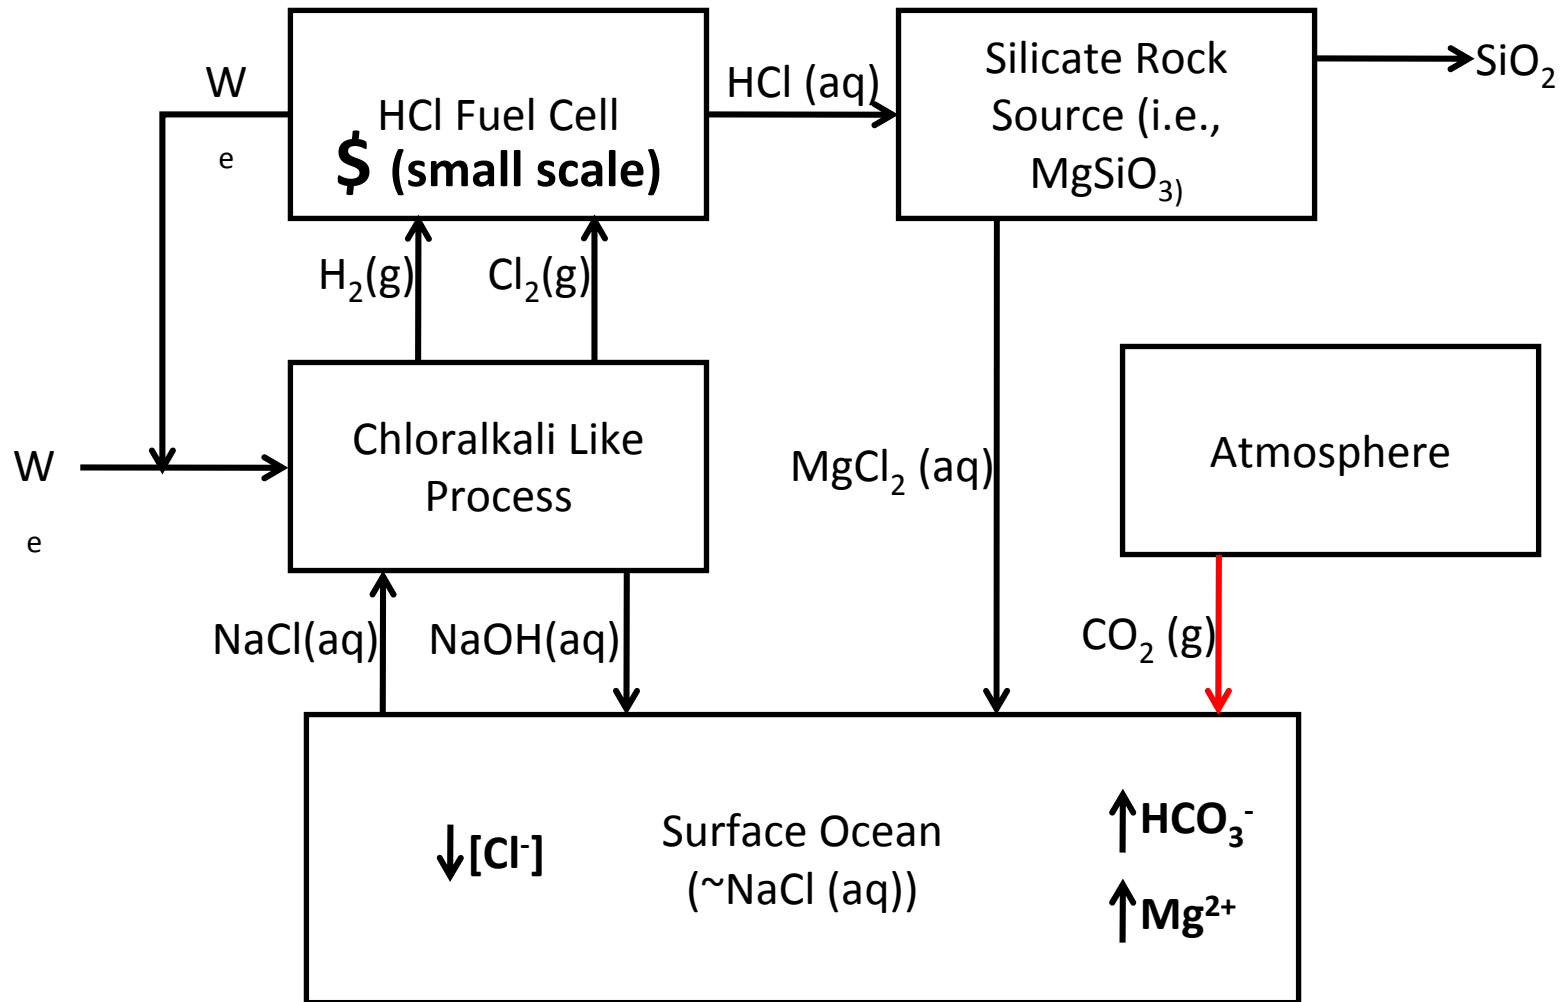 W
e
HCl Fuel Cell
$ (small scale)
HCl (aq)
Silicate Rock
Source (i.e.,
MgSiO₃₎
SiO₂
H₂(g)
Cl₂(g)
W
e
Chloralkali Like
Process
MgCl₂ (aq)
Atmosphere
NaCl(aq)
NaOH(aq)
CO₂ (g)
↓[Cl⁻]
Surface Ocean
(~NaCl (aq))
↑HCO₃⁻
↑Mg²⁺